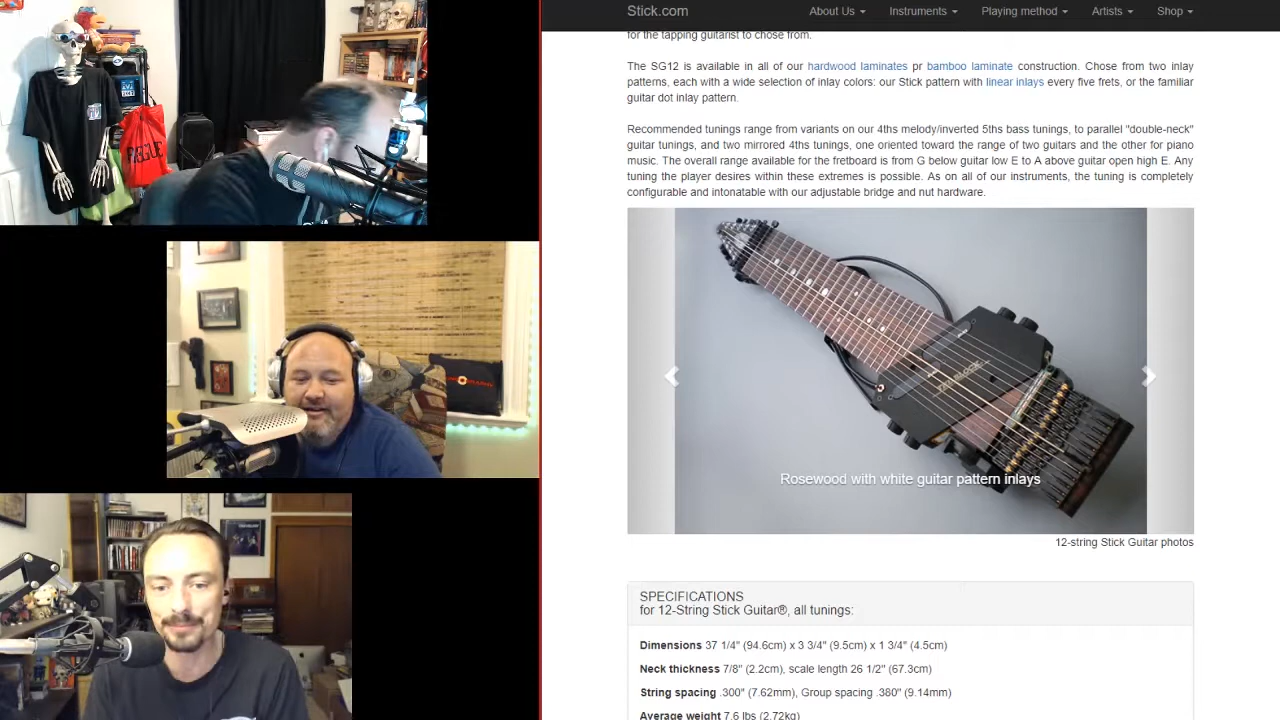 Stick.com
About Us
Instruments
Playing method
Artists
Shop
for the tapping guitarist to chose from.
The SG12 is available in all of our hardwood laminates pr bamboo laminate construction. Chose from two inlay
patterns, each with a wide selection of inlay colors: our Stick pattern with linear inlays every five frets, or the familiar
guitar dot inlay pattern.
Recommended tunings range from variants on our 4ths melody/inverted 5ths bass tunings, to parallel "double-neck"
guitar tunings, and two mirrored 4ths tunings, one oriented toward the range of two guitars and the other for piano
music. The overall range available for the fretboard is from G below guitar low E to A above guitar open high E. Any
tuning the player desires within these extremes is possible. As on all of our instruments, the tuning is completely
configurable and intonatable with our adjustable bridge and nut hardware.
Rosewood with white guitar pattern inlays
12-string Stick Guitar photos
SPECIFICATIONS
for 12-String Stick Guitar®, all tunings:
Dimensions 37 1/4" (94.6cm) x 3 3/4" (9.5cm) x 1 3/4" (4.5cm)
Neck thickness 7/8" (2.2cm), scale length 26 1/2" (67.3cm)
String spacing .300" (7.62mm), Group spacing .380" (9.14mm)
Average weight 7.6 lbs (2.72kg)